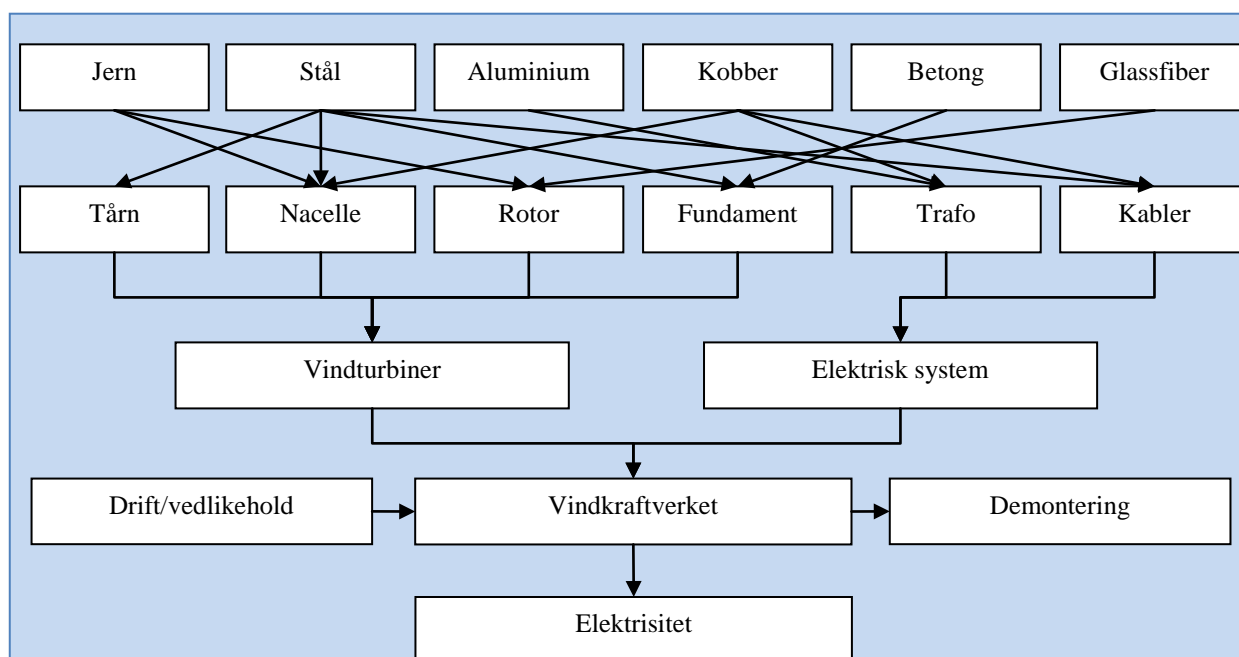 Jern
Stål
Aluminium
Kobber
Betong
Glassfiber
Tårn
Nacelle
Rotor
Fundament
Trafo
Kabler
Vindturbiner
Elektrisk system
Drift/vedlikehold
Vindkraftverket
Demontering
Elektrisitet